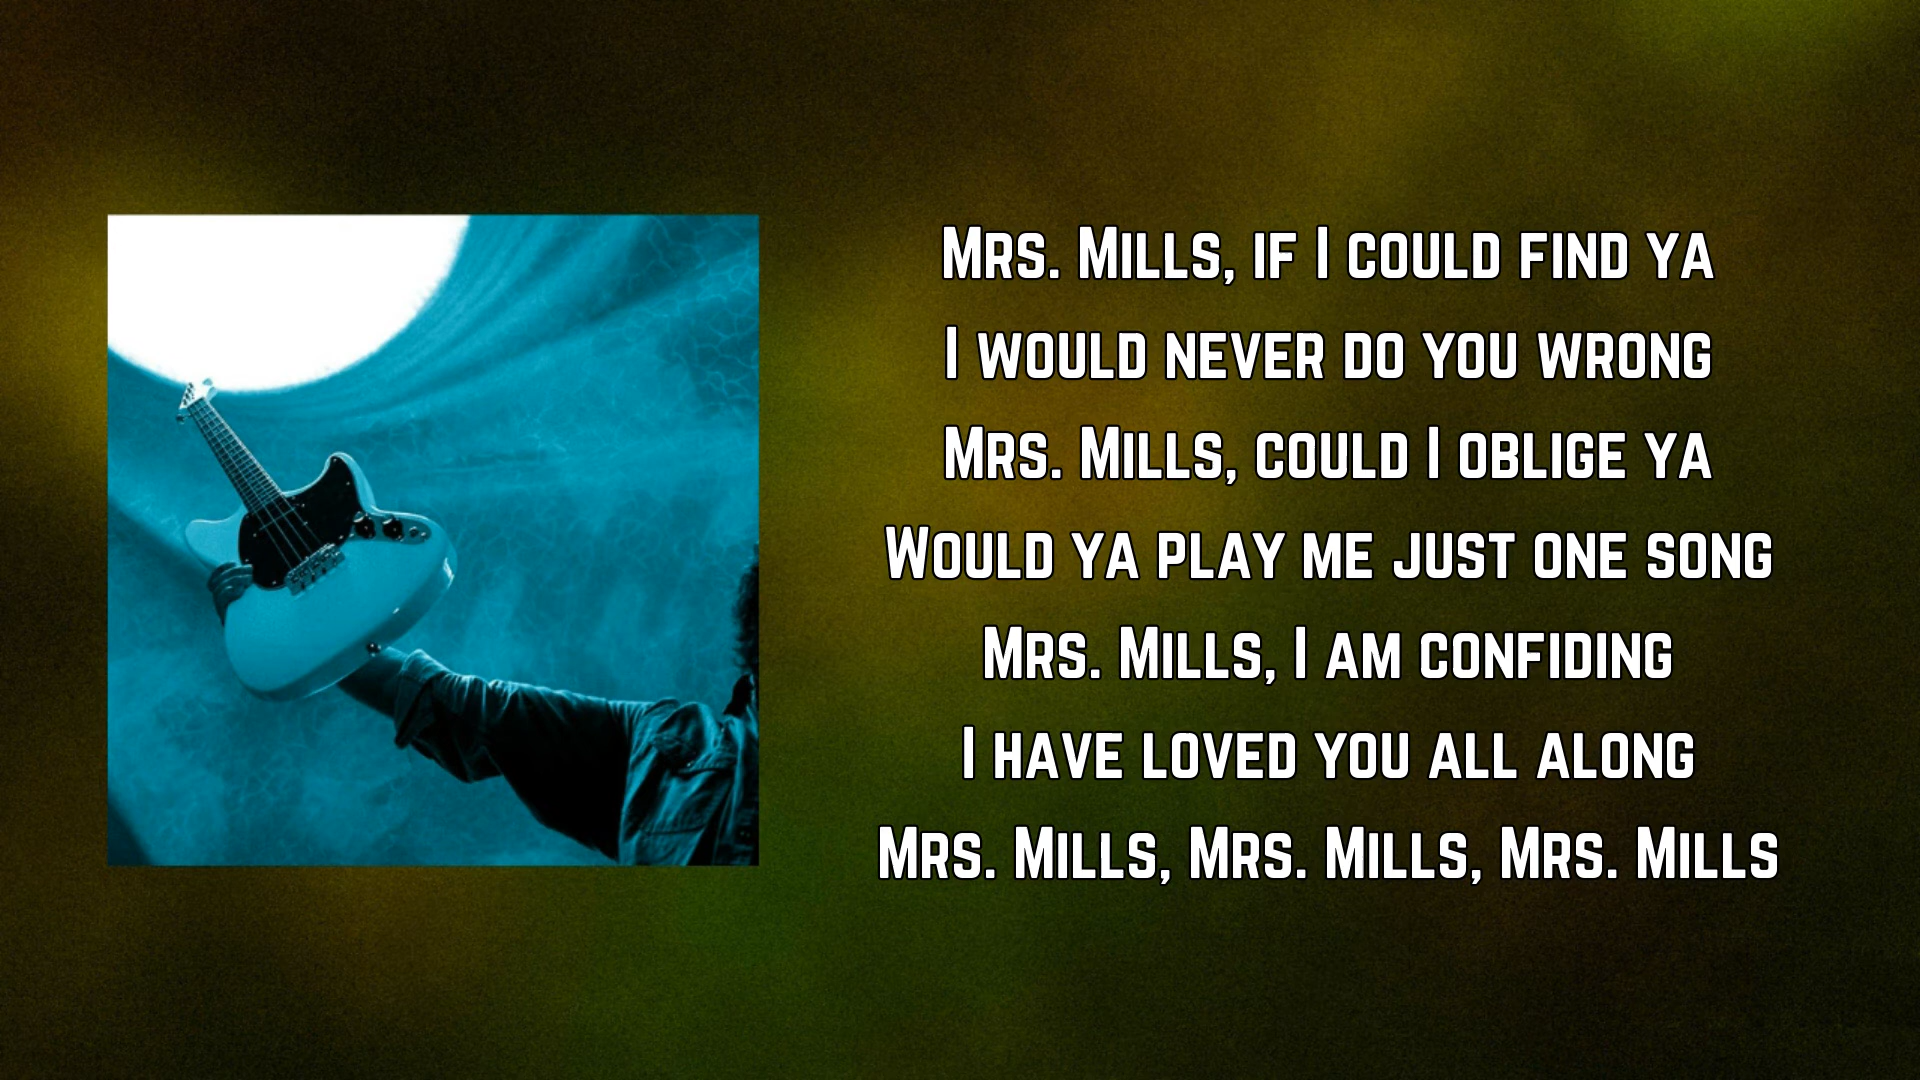 Mrs. Mills, if I could find ya
I would never do you wrong
Mrs. Mills, could I oblige ya
Would ya play me just one song
Mrs. Mills, I am confiding
I have loved you all along
Mrs. Mills, Mrs. Mills, Mrs. Mills